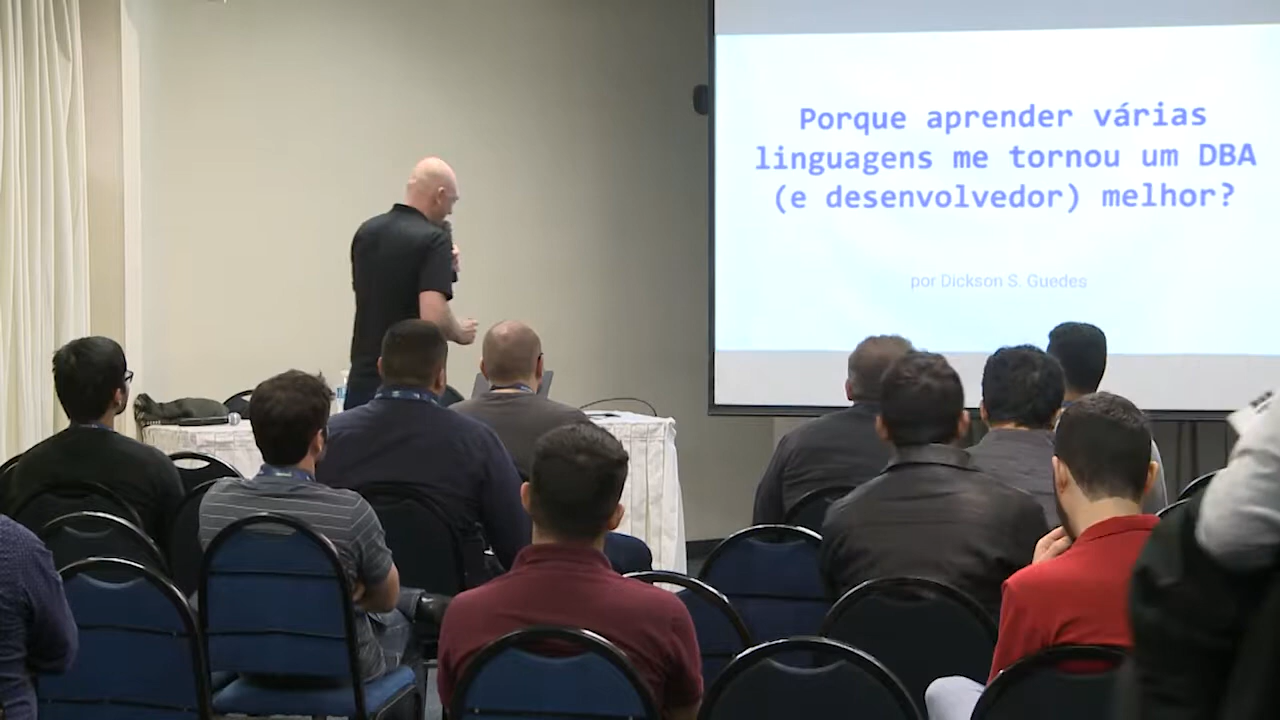 Porque aprender várias
linguagens me tornou um DBA
(e desenvolvedor) melhor?
por Dickson S. Guedes